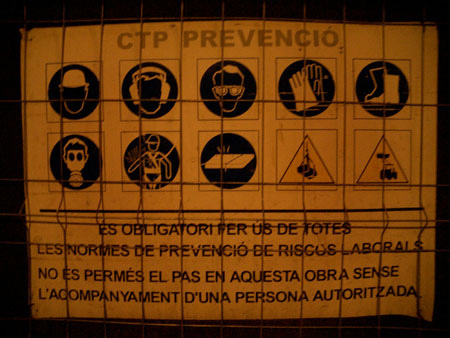 CTP PREVENCIÓ
ÉS OBLIGATORI FER ÚS DE TOTES
LES NORMES DE PREVENCIÓ DE RISCOS LABORALS
NO ES PERMÉS EL PAS EN AQUESTA OBRA SENSE
L'ACOMPANYAMENT D'UNA PERSONA AUTORITZADA